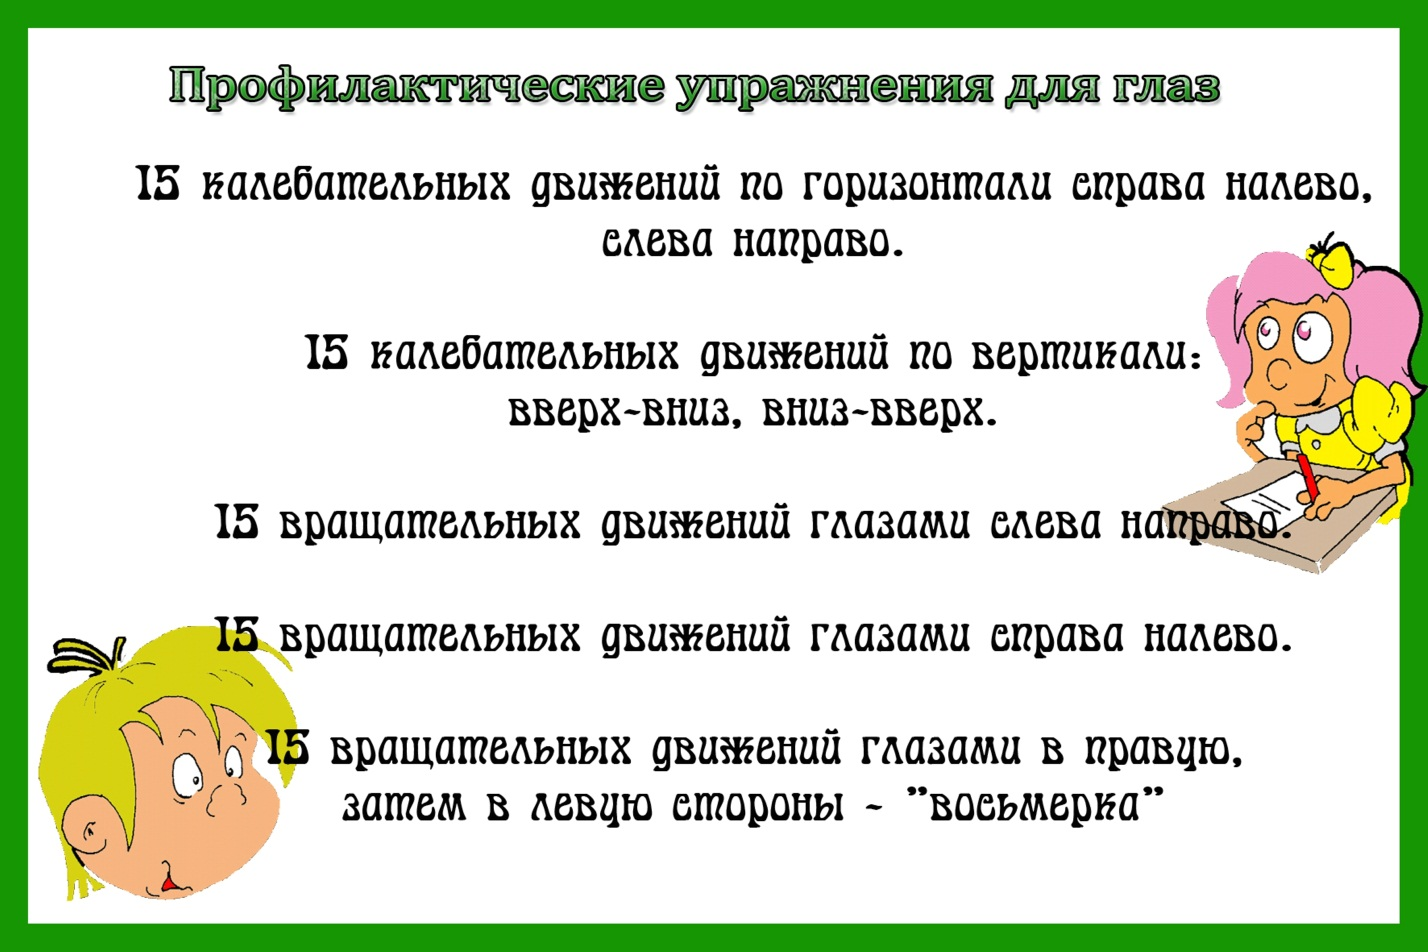 Профилактические упражнения для глаз
15 калебательных движений по горизонтали справа налево,
слева направо.
15 калебательных движений по вертикали:
вверх-вниз, вниз-вверх.
15 вращательных движений глазами слева направо.
15 вращательных движений глазами справа налево.
15 вращательных движений глазами в правую,
затем в левую стороны - "восьмерка"